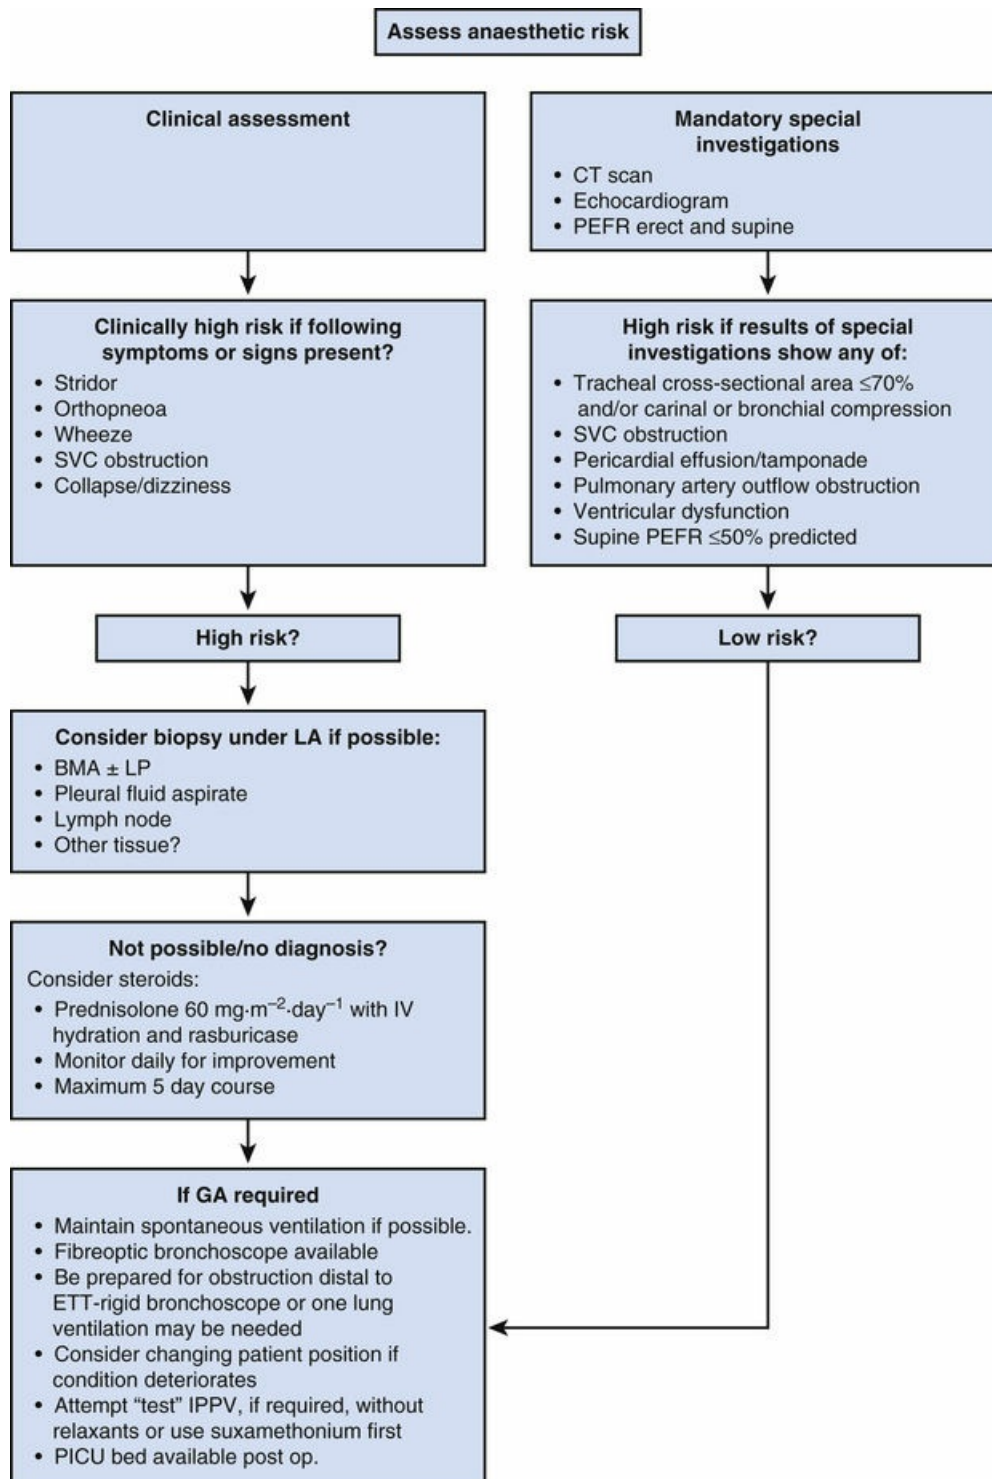 Assess anaesthetic risk
Clinical assessment
Mandatory special
investigations
• CT scan
• Echocardiogram
• PEFR erect and supine
Clinically high risk if following
symptoms or signs present?
• Stridor
• Orthopneoa
• Wheeze
• SVC obstruction
• Collapse/dizziness
High risk if results of special
investigations show any of:
• Tracheal cross-sectional area ≤70%
and/or carinal or bronchial compression
• SVC obstruction
• Pericardial effusion/tamponade
• Pulmonary artery outflow obstruction
• Ventricular dysfunction
• Supine PEFR ≤50% predicted
High risk?
Low risk?
Consider biopsy under LA if possible:
• BMA ± LP
• Pleural fluid aspirate
• Lymph node
• Other tissue?
Not possible/no diagnosis?
Consider steroids:
• Prednisolone 60 mg·m⁻²·day⁻¹ with IV
hydration and rasburicase
• Monitor daily for improvement
• Maximum 5 day course
If GA required
• Maintain spontaneous ventilation if possible.
• Fibreoptic bronchoscope available
• Be prepared for obstruction distal to
ETT-rigid bronchoscope or one lung
ventilation may be needed
• Consider changing patient position if
condition deteriorates
• Attempt “test” IPPV, if required, without
relaxants or use suxamethonium first
• PICU bed available post op.